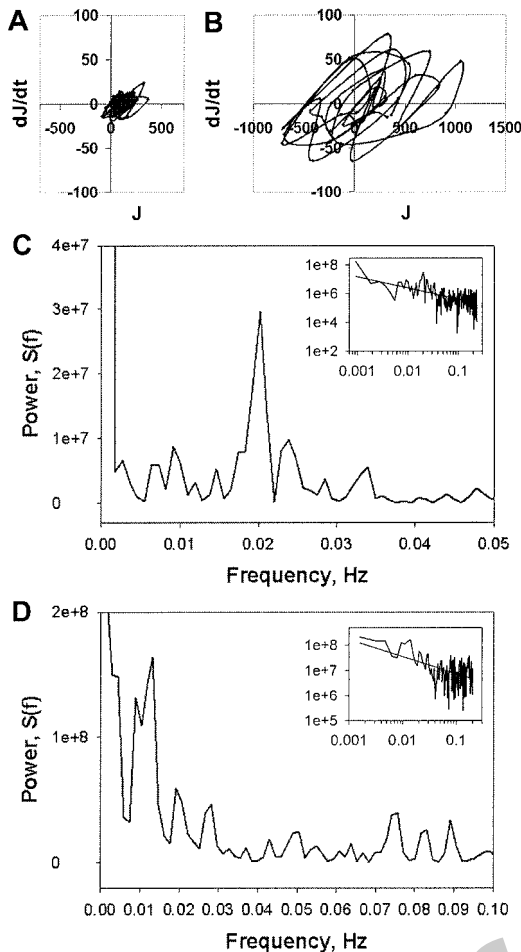 A
B
100
50
0
-50
-100
-500
0
500
dJ/dt
J
100
50
0
-50
-100
-1000
-500
0
500
1000
1500
dJ/dt
J
C
4e+7
3e+7
2e+7
1e+7
0
Power, S(f)
0.00
0.01
0.02
0.03
0.04
0.05
Frequency, Hz
1e+8
1e+6
1e+4
1e+2
0.001
0.01
0.1
D
2e+8
1e+8
0
Power, S(f)
0.00
0.01
0.02
0.03
0.04
0.05
0.06
0.07
0.08
0.09
0.10
Frequency, Hz
1e+8
1e+7
1e+6
1e+5
0.001
0.01
0.1